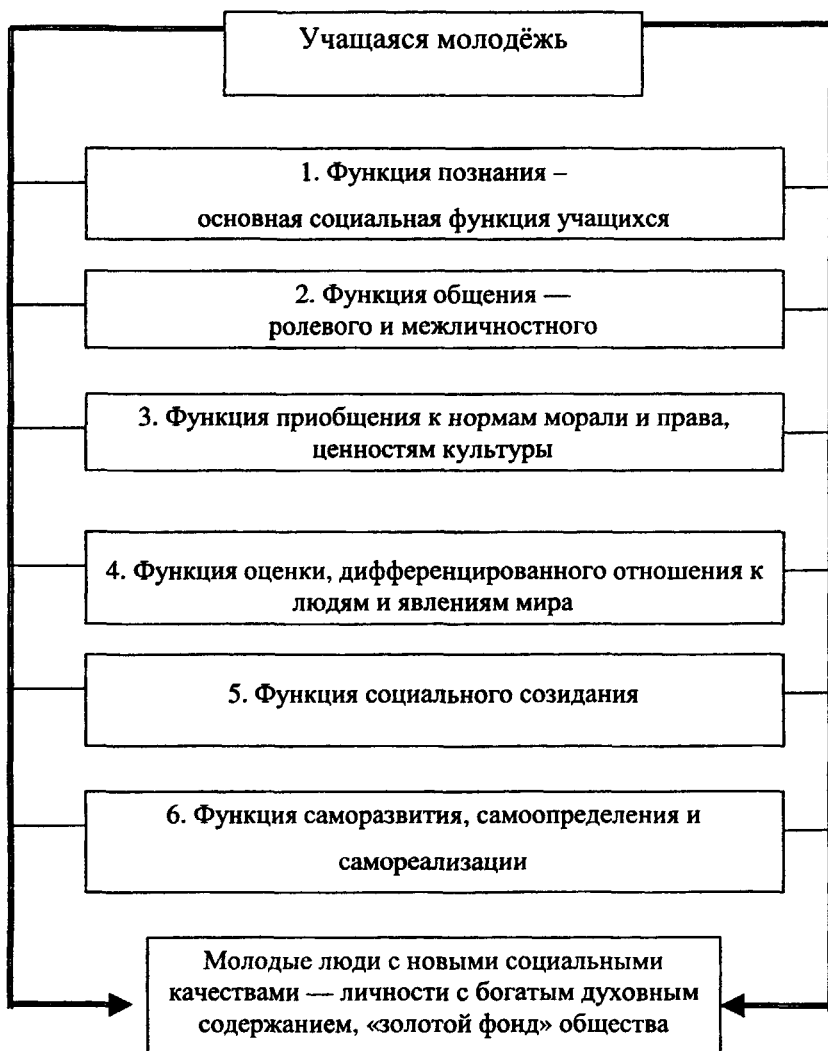 Учащаяся молодёжь
1. Функция познания –
основная социальная функция учащихся
2. Функция общения —
ролевого и межличностного
3. Функция приобщения к нормам морали и права,
ценностям культуры
4. Функция оценки, дифференцированного отношения к
людям и явлениям мира
5. Функция социального созидания
6. Функция саморазвития, самоопределения и
самореализации
Молодые люди с новыми социальными
качествами — личности с богатым духовным
содержанием, «золотой фонд» общества